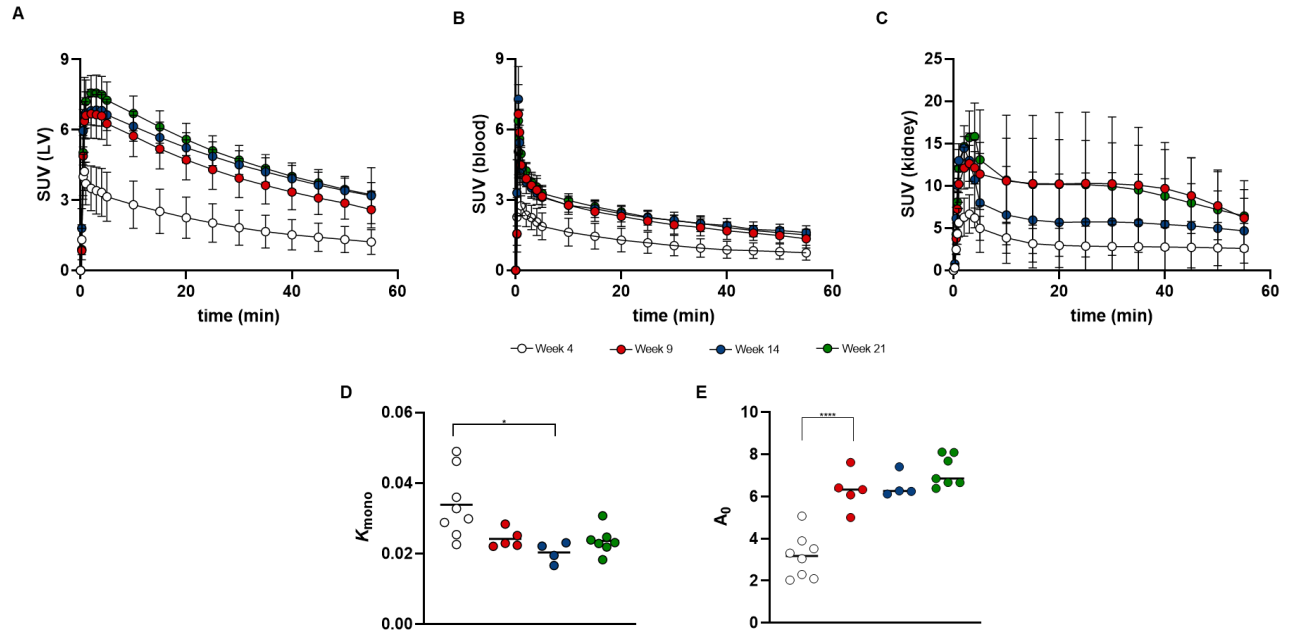 A
B
C
9
6
3
0
SUV (LV)
0
20
40
60
time (min)
9
6
3
0
SUV (blood)
0
20
40
60
time (min)
25
20
15
10
5
0
SUV (kidney)
0
20
40
60
time (min)
Week 4
Week 9
Week 14
Week 21
D
E
0.06
0.04
0.02
0.00
Kmono
*
10
8
6
4
2
0
A0
****